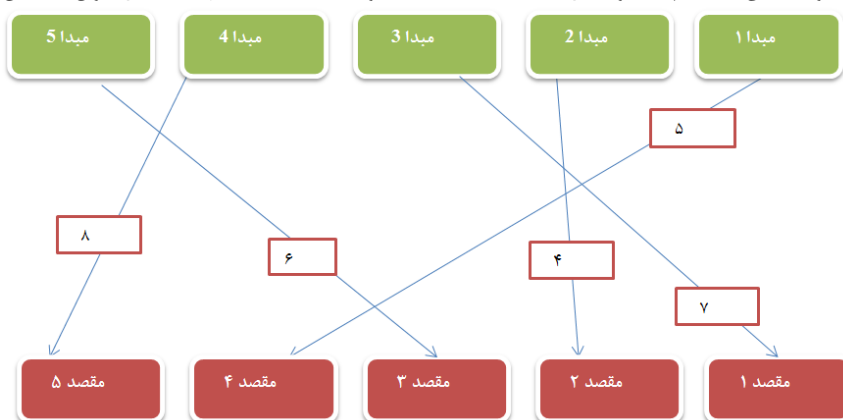 مبدا ۱
مبدا 2
مبدا 3
مبدا 4
مبدا 5
۵
۸
۶
۴
۷
مقصد ۱
مقصد ۲
مقصد ۳
مقصد ۴
مقصد ۵